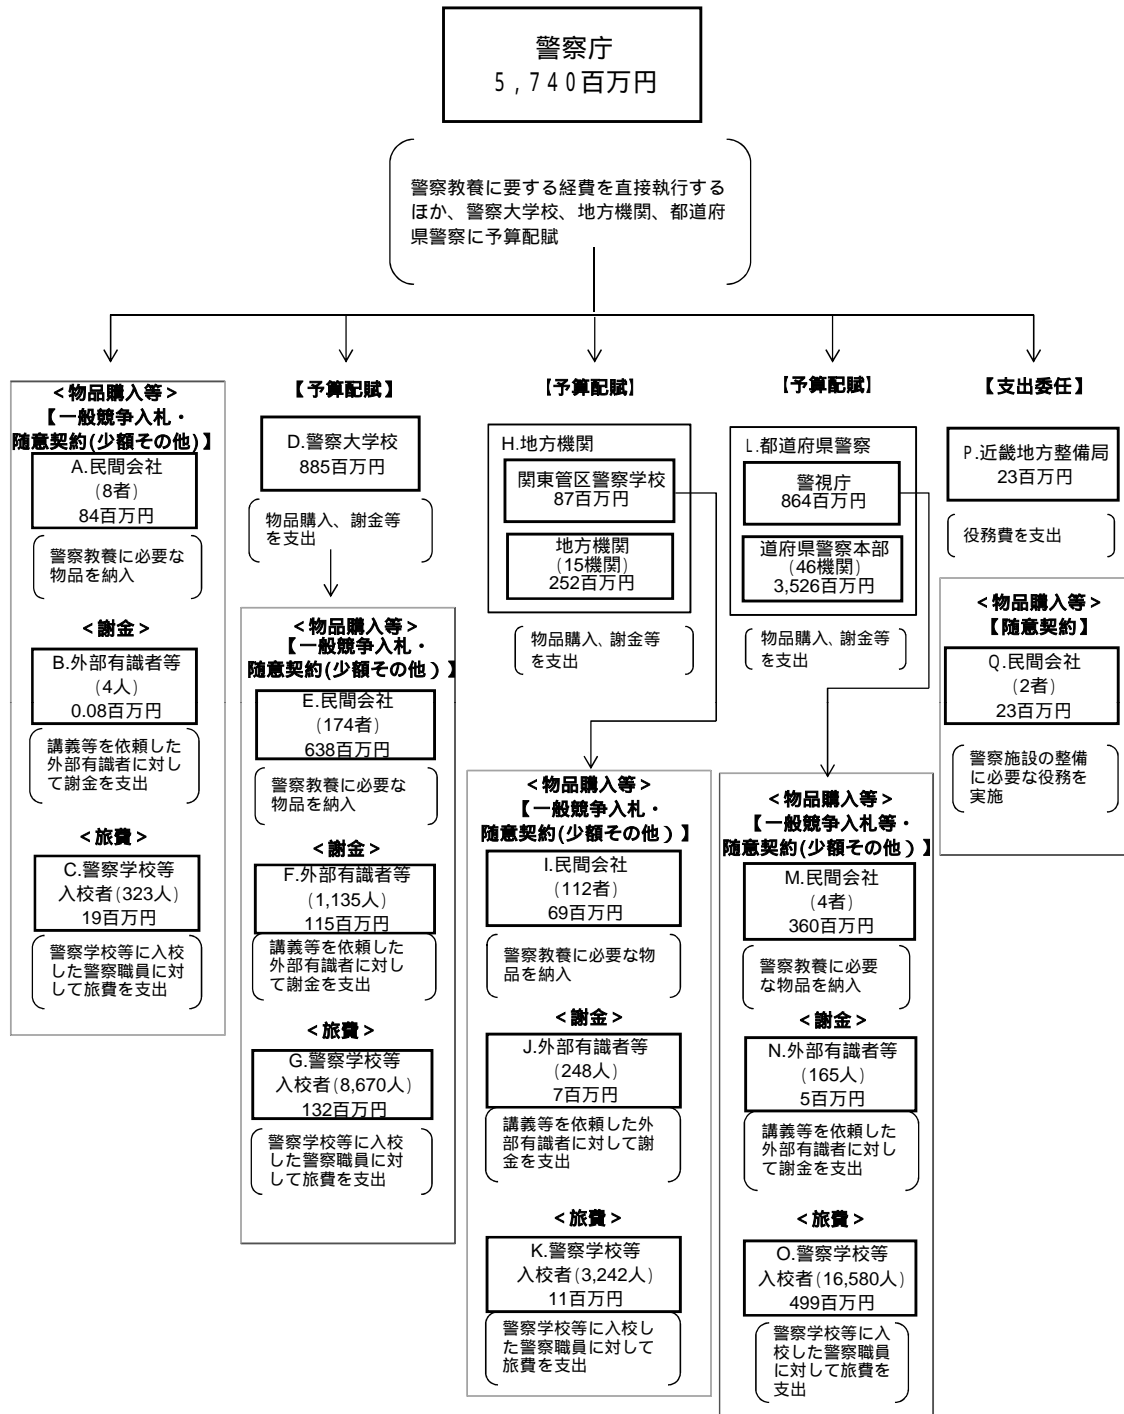 警察庁
5,740百万円
警察教養に要する経費を直接執行する
ほか、警察大学校、地方機関、都道府
県警察に予算配賦
<物品購入等>
【一般競争入札・
随意契約(少額その他)】
A.民間会社
(8者)
84百万円
警察教養に必要な
物品を納入
<謝金>
B.外部有識者等
(4人)
0.08百万円
講義等を依頼した
外部有識者に対し
て謝金を支出
<旅費>
C.警察学校等
入校者(323人)
19百万円
警察学校等に入校
した警察職員に対
して旅費を支出
【予算配賦】
D.警察大学校
885百万円
物品購入、謝金等
を支出
<物品購入等>
【一般競争入札・
随意契約(少額その他)】
E.民間会社
(174者)
638百万円
警察教養に必要な
物品を納入
<謝金>
F.外部有識者等
(1,135人)
115百万円
講義等を依頼した
外部有識者に対し
て謝金を支出
<旅費>
G.警察学校等
入校者(8,670人)
132百万円
警察学校等に入校
した警察職員に対
して旅費を支出
【予算配賦】
H.地方機関
関東管区警察学校
87百万円
地方機関
(15機関)
252百万円
物品購入、謝金等
を支出
<物品購入等>
【一般競争入札・
随意契約(少額その他)】
I.民間会社
(112者)
69百万円
警察教養に必要な物
品を納入
<謝金>
J.外部有識者等
(248人)
7百万円
講義等を依頼した外
部有識者に対して謝
金を支出
<旅費>
K.警察学校等
入校者(3,242人)
11百万円
警察学校等に入校し
た警察職員に対して
旅費を支出
【予算配賦】
L.都道府県警察
警視庁
864百万円
道府県警察本部
(46機関)
3,526百万円
物品購入、謝金等
を支出
<物品購入等>
【一般競争入札等・
随意契約(少額その他)】
M.民間会社
(4者)
360百万円
警察教養に必要
な物品を納入
<謝金>
N.外部有識者等
(165人)
5百万円
講義等を依頼した
外部有識者に対し
て謝金を支出
<旅費>
O.警察学校等
入校者(16,580人)
499百万円
警察学校等に入
校した警察職員
に対して旅費を
支出
【支出委任】
P.近畿地方整備局
23百万円
役務費を支出
<物品購入等>
【随意契約】
Q.民間会社
(2者)
23百万円
警察施設の整備
に必要な役務を
実施